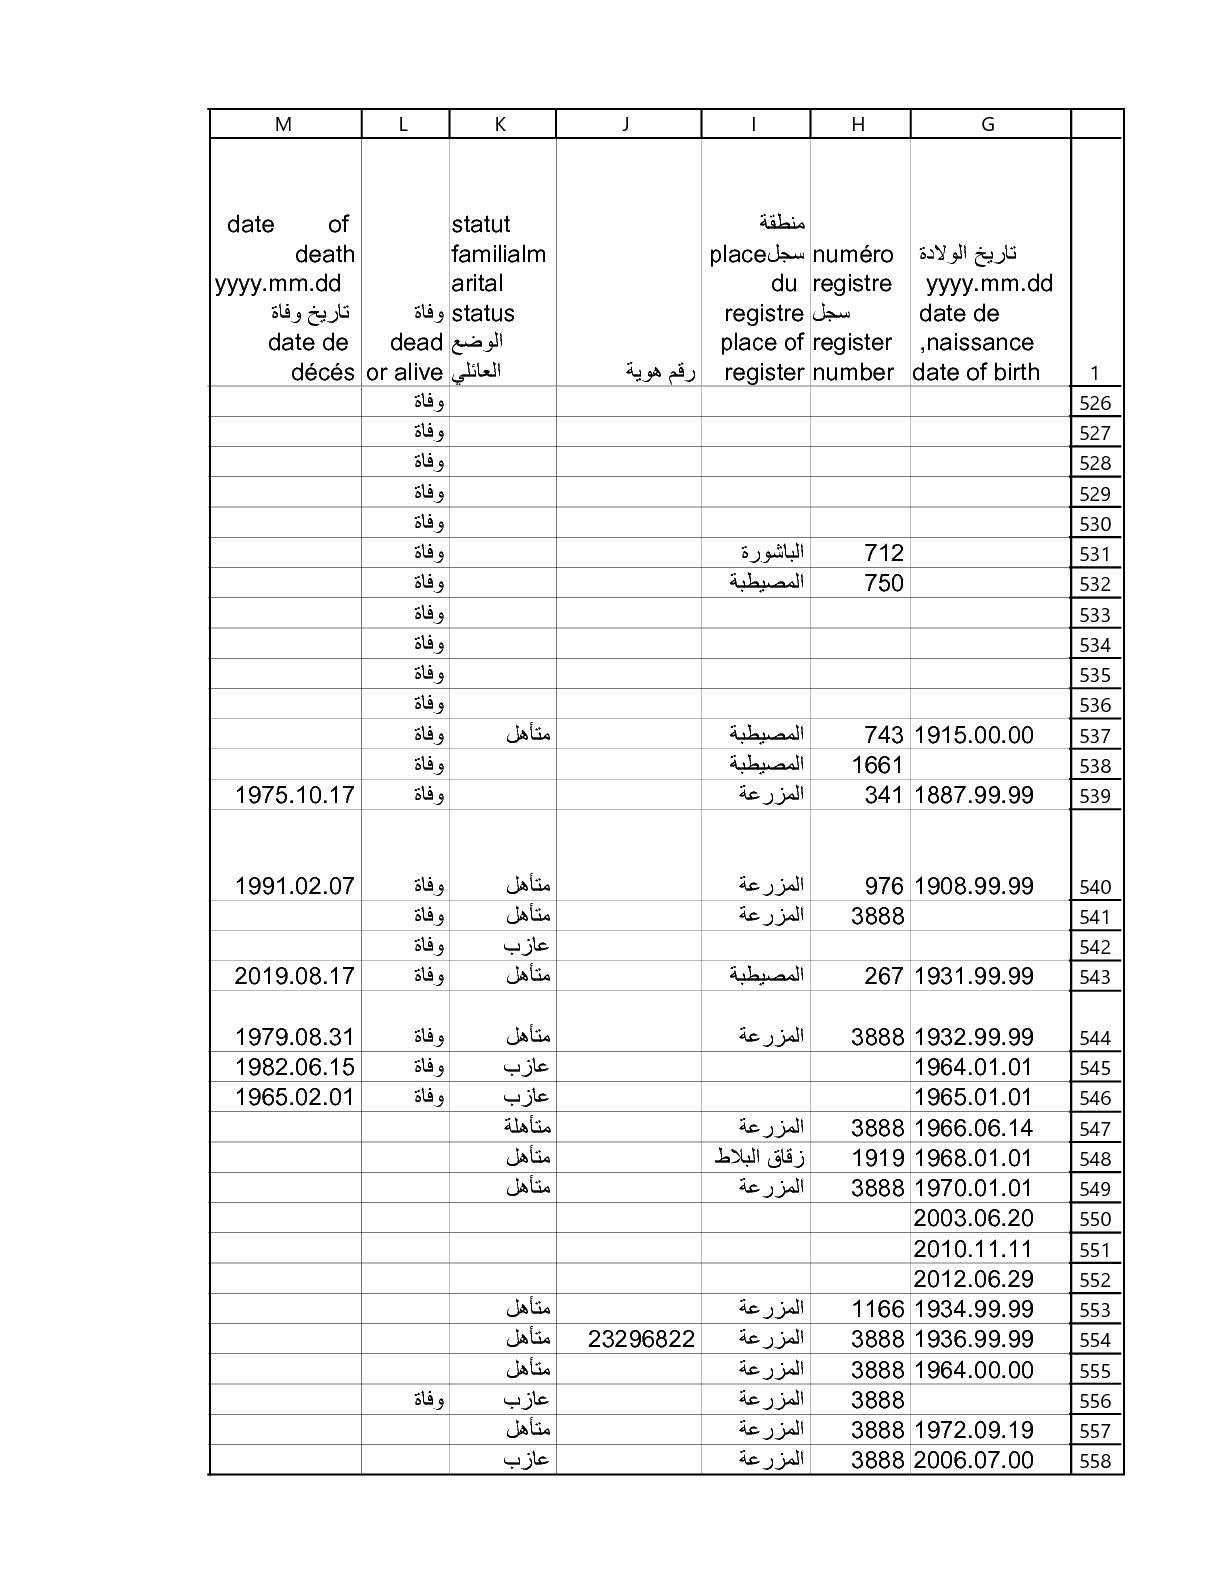 M L K J I H G
date of death yyyy.mm.dd تاريخ وفاة date de décés
وفاة dead or alive
statut familialm arital status الوضع العائلي
رقم هوية
منطقة سجلplace du registre place of register
numéro registre سجل register number
تاريخ الولادة yyyy.mm.dd date de ,naissance date of birth
1
وفاة 526
وفاة 527
وفاة 528
وفاة 529
وفاة 530
وفاة الباشورة 712 531
وفاة المصيطبة 750 532
وفاة 533
وفاة 534
وفاة 535
وفاة 536
وفاة متأهل المصيطبة 743 1915.00.00 537
وفاة المصيطبة 1661 538
1975.10.17 وفاة المزرعة 341 1887.99.99 539
1991.02.07 وفاة متأهل المزرعة 976 1908.99.99 540
وفاة متأهل المزرعة 3888 541
وفاة عازب 542
2019.08.17 وفاة متأهل المصيطبة 267 1931.99.99 543
1979.08.31 وفاة متأهل المزرعة 3888 1932.99.99 544
1982.06.15 وفاة عازب 1964.01.01 545
1965.02.01 وفاة عازب 1965.01.01 546
متأهلة المزرعة 3888 1966.06.14 547
متأهل زقاق البلاط 1919 1968.01.01 548
متأهل المزرعة 3888 1970.01.01 549
2003.06.20 550
2010.11.11 551
2012.06.29 552
متأهل المزرعة 1166 1934.99.99 553
متأهل 23296822 المزرعة 3888 1936.99.99 554
متأهل المزرعة 3888 1964.00.00 555
وفاة عازب المزرعة 3888 556
متأهل المزرعة 3888 1972.09.19 557
عازب المزرعة 3888 2006.07.00 558